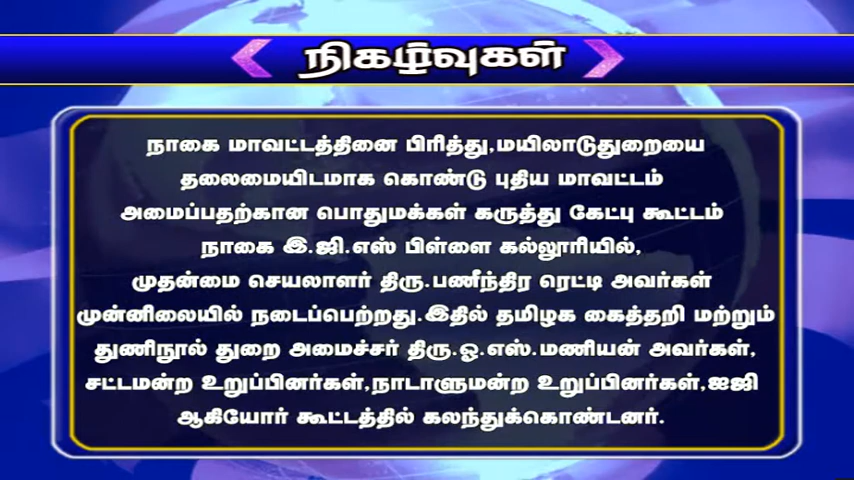 நிகழ்வுகள்
நாகை மாவட்டத்தினை பிரித்து,மயிலாடுதுறையை
தலைமையிடமாக கொண்டு புதிய மாவட்டம்
அமைப்பதற்கான பொதுமக்கள் கருத்து கேட்பு கூட்டம்
நாகை இ.ஜி.எஸ் பிள்ளை கல்லூரியில்,
முதன்மை செயலாளர் திரு.பணீந்திர ரெட்டி அவர்கள்
முன்னிலையில் நடைப்பெற்றது.இதில் தமிழக கைத்தறி மற்றும்
துணிநூல் துறை அமைச்சர் திரு.ஓ.எஸ்.மணியன் அவர்கள்,
சட்டமன்ற உறுப்பினர்கள்,நாடாளுமன்ற உறுப்பினர்கள்,ஐஜி
ஆகியோர் கூட்டத்தில் கலந்துக்கொண்டனர்.